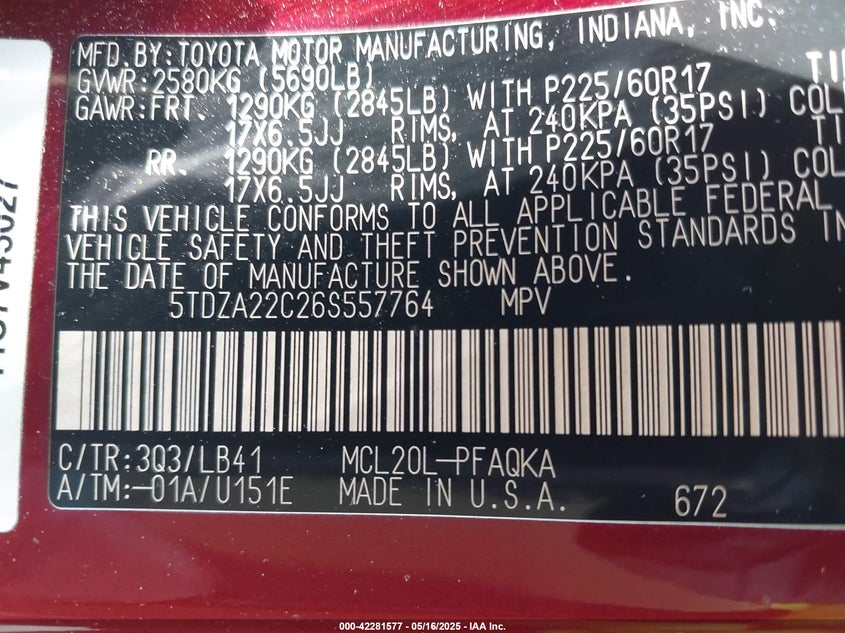 MFD.BY:TOYOTA MOTOR MANUFACTURING, INDIANA, INC.
GVWR:2580KG (5690LB)
GAWR:FRT. 1290KG (2845LB) WITH P225/60R17
17X6.5JJ RIMS, AT 240KPA (35PSI) COL
RR. 1290KG (2845LB) WITH P225/60R17
17X6.5JJ RIMS, AT 240KPA (35PSI) COL
THIS VEHICLE CONFORMS TO ALL APPLICABLE FEDERAL
VEHICLE SAFETY AND THEFT PREVENTION STANDARDS IN
THE DATE OF MANUFACTURE SHOWN ABOVE.
5TDZA22C26S557764 MPV
C/TR:3Q3/LB41 MCL20L-PFAQKA
A/TM:-01A/U151E MADE IN U.S.A. 672
000-42281577 - 05/16/2025 - IAA Inc.